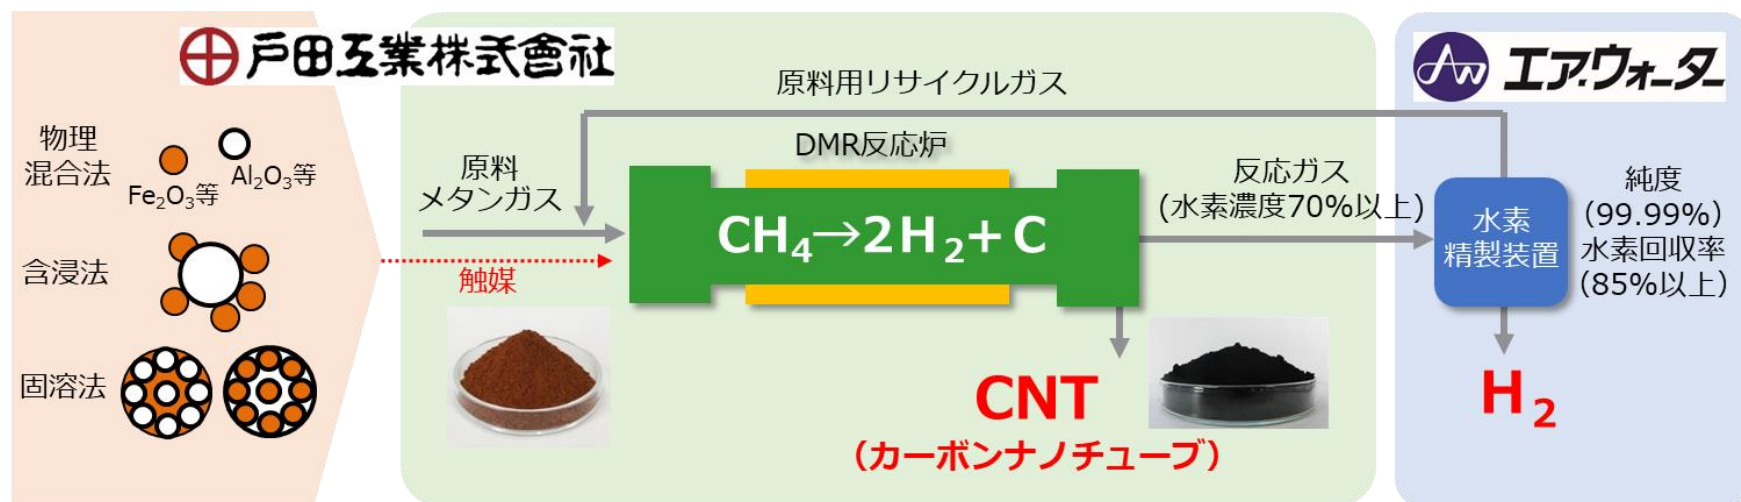 戸田工業株式會社
物理
混合法
Fe₂O₃等
Al₂O₃等
含浸法
固溶法
原料用リサイクルガス
原料
メタンガス
触媒
DMR反応炉
CH₄→2H₂+C
反応ガス
(水素濃度70%以上)
CNT
(カーボンナノチューブ)
AW エア・ウォーター
水素
精製装置
純度
(99.99%)
水素回収率
(85%以上)
H₂